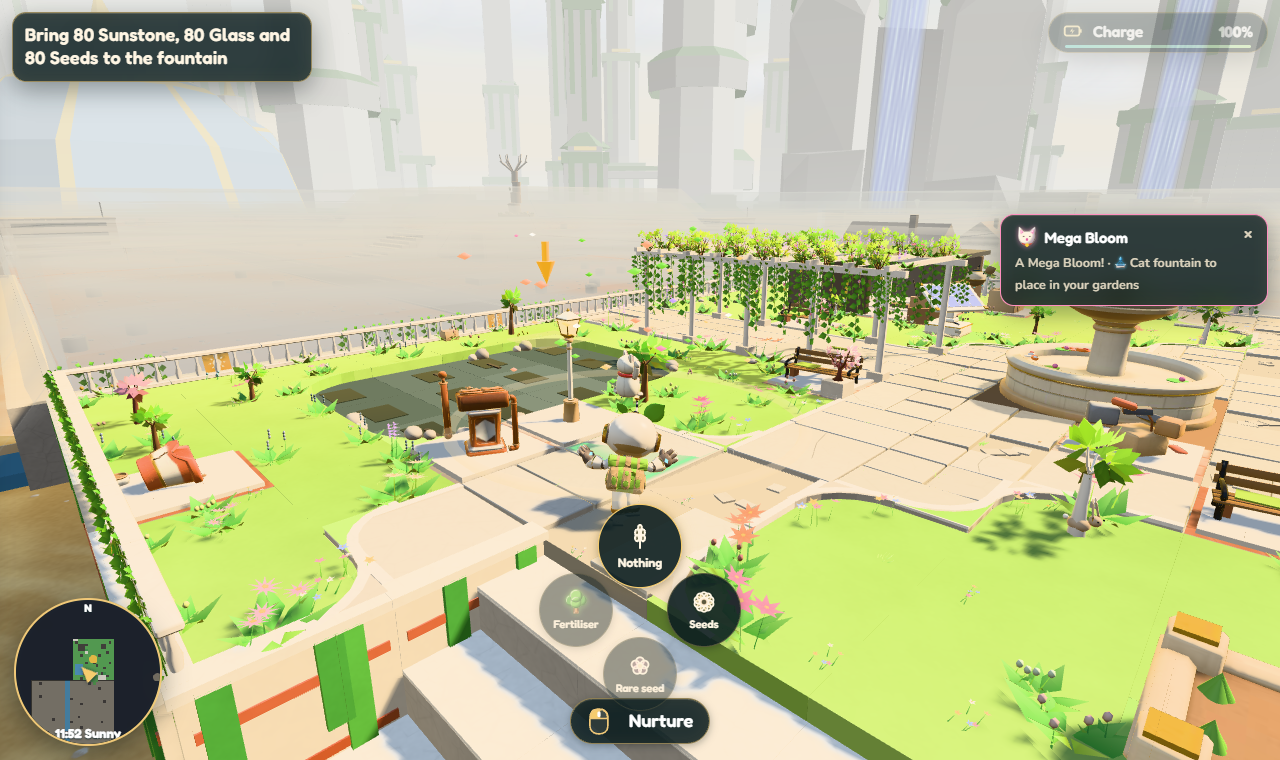 Bring 80 Sunstone, 80 Glass and
80 Seeds to the fountain
Charge 100%
Mega Bloom ×
A Mega Bloom! · Cat fountain to
place in your gardens
Nothing
Fertiliser
Seeds
Rare seed
Nurture
N
11:52 Sunny